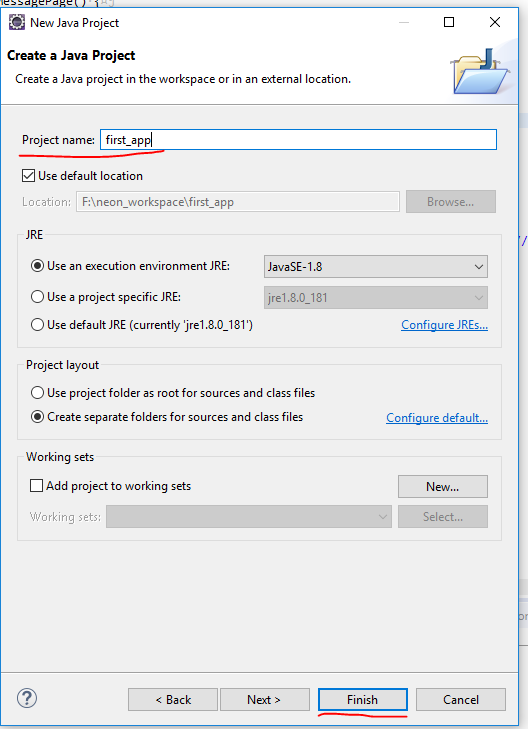 essagePage() {
New Java Project
Create a Java Project
Create a Java project in the workspace or in an external location.
Project name: first_app
Use default location
Location: F:\neon_workspace\first_app Browse...
JRE
Use an execution environment JRE: JavaSE-1.8
Use a project specific JRE: jre1.8.0_181
Use default JRE (currently 'jre1.8.0_181') Configure JREs...
Project layout
Use project folder as root for sources and class files
Create separate folders for sources and class files Configure default...
Working sets
Add project to working sets New...
Working sets: Select...
? < Back Next > Finish Cancel